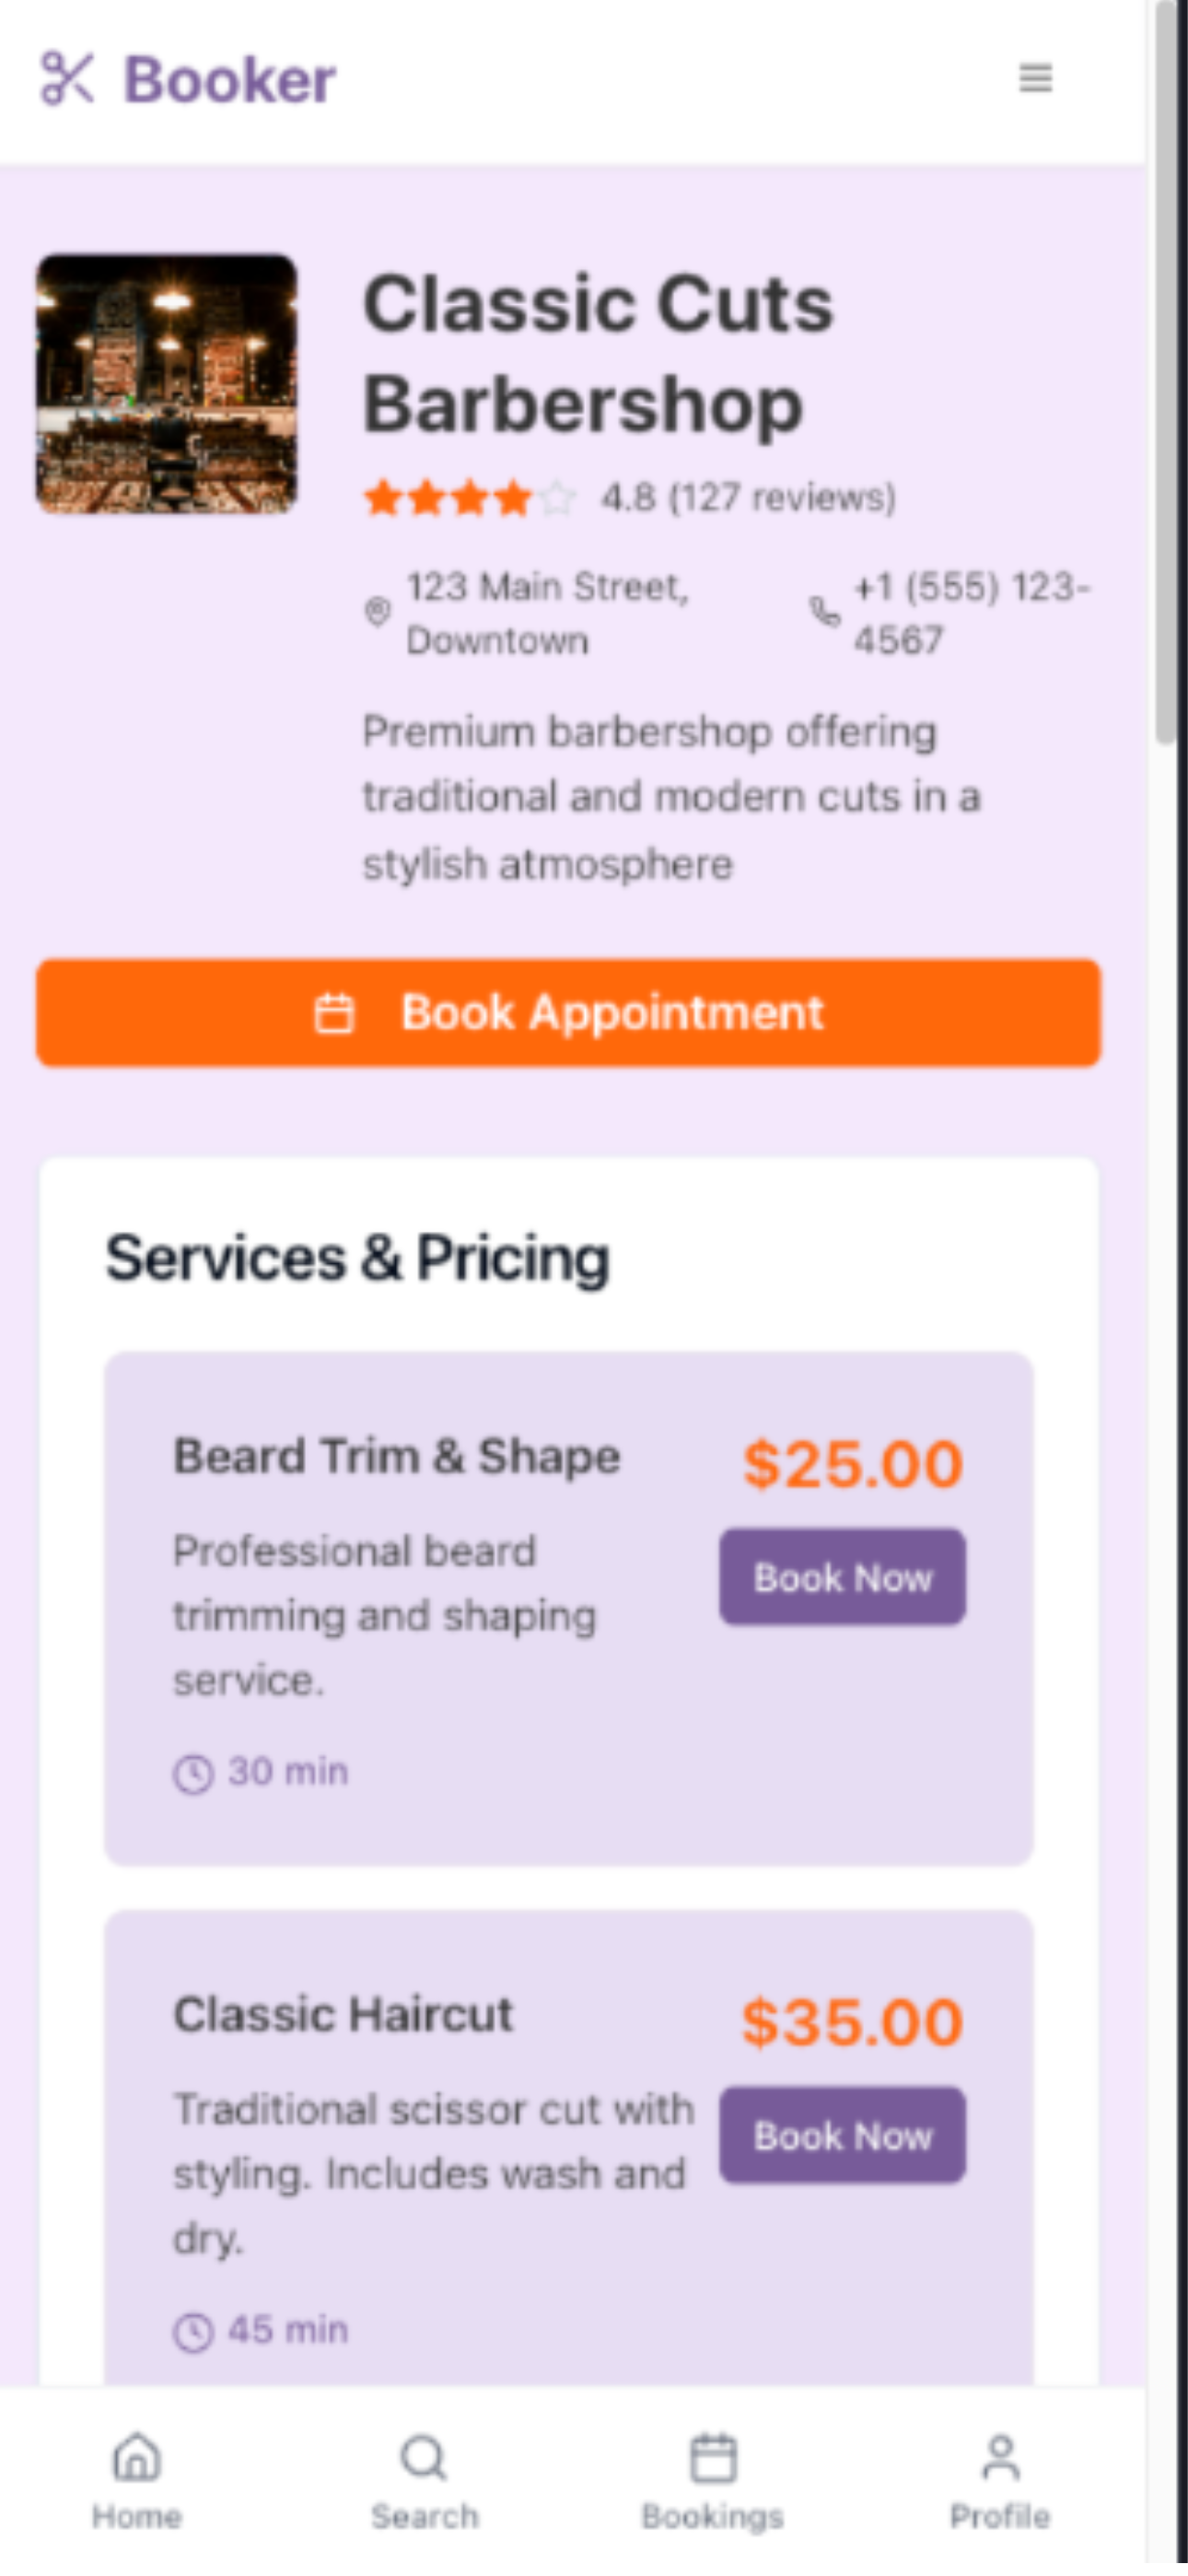 Booker
Classic Cuts
Barbershop
4.8 (127 reviews)
123 Main Street,
Downtown
+1 (555) 123-
4567
Premium barbershop offering
traditional and modern cuts in a
stylish atmosphere
Book Appointment
Services & Pricing
Beard Trim & Shape
$25.00
Professional beard
trimming and shaping
service.
Book Now
30 min
Classic Haircut
$35.00
Traditional scissor cut with
styling. Includes wash and
dry.
Book Now
45 min
Home
Search
Bookings
Profile